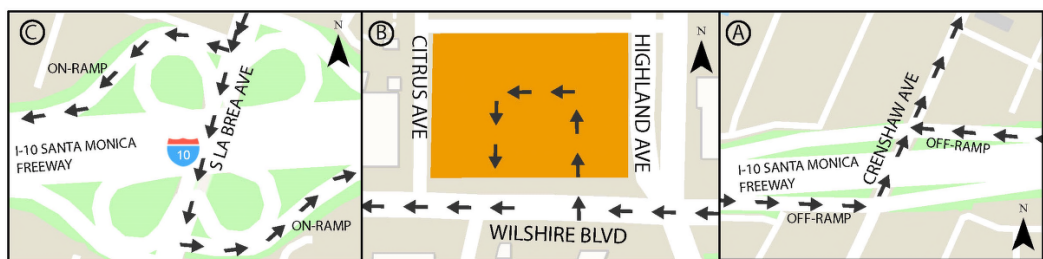 C
N
ON-RAMP
S LA BREA AVE
I-10 SANTA MONICA
FREEWAY
10
ON-RAMP
B
CITRUS AVE
HIGHLAND AVE
N
WILSHIRE BLVD
A
CRENSHAW AVE
OFF-RAMP
I-10 SANTA MONICA
FREEWAY
OFF-RAMP
N